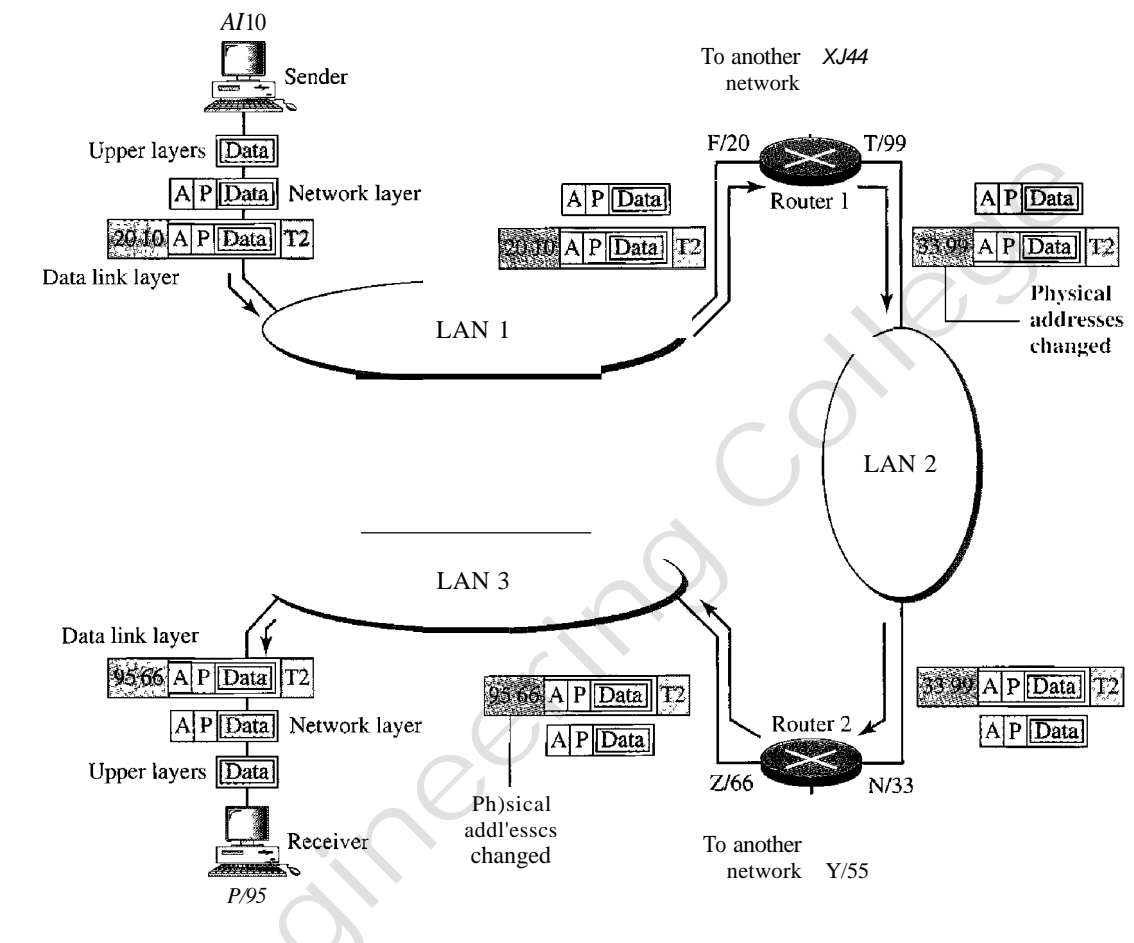 AI10
Sender
To another XJ44
network
Upper layers Data
F/20 T/99
A P Data Network layer
A P Data
Router 1
A P Data
20 10 A P Data T2
20 10 A P Data T2
33 99 A P Data T2
Data link layer
Physical
addresses
changed
LAN 1
LAN 2
LAN 3
Data link layer
95 66 A P Data T2
95 66 A P Data T2
33 99 A P Data T2
A P Data Network layer
A P Data
Router 2
A P Data
Upper layers Data
Z/66 N/33
Ph)sical
addl'esscs
changed
Receiver
P/95
To another
network Y/55
gineering College